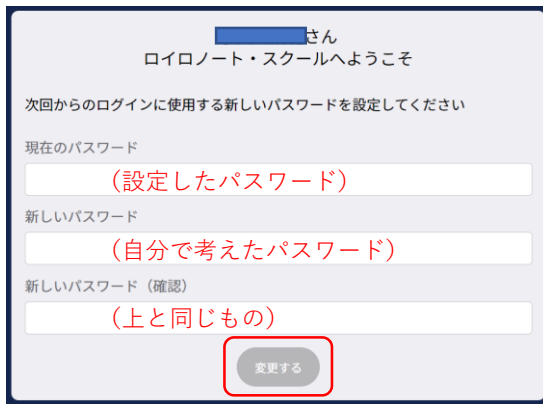 さん
ロイロノート・スクールへようこそ
次回からのログインに使用する新しいパスワードを設定してください
現在のパスワード
（設定したパスワード）
新しいパスワード
（自分で考えたパスワード）
新しいパスワード（確認）
（上と同じもの）
変更する